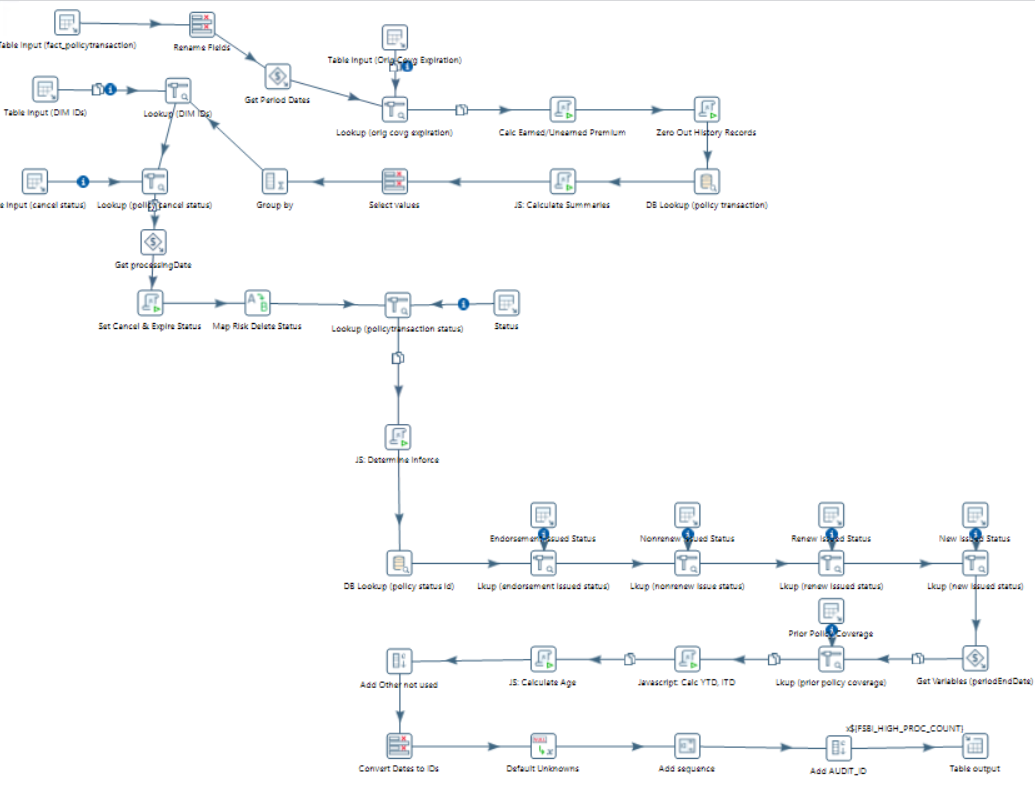 Table Input (fact_policytransaction)
Rename Fields
Table Input (Orig Covg Expiration)
Get Period Dates
Table Input (DIM IDs)
Lookup (DIM IDs)
Lookup (orig covg expiration)
Calc Earned/Unearned Premium
Zero Out History Records
e Input (cancel status)
Lookup (policy cancel status)
Group by
Select values
JS: Calculate Summaries
DB Lookup (policy transaction)
Get processingDate
Set Cancel & Expire Status
Map Risk Delete Status
Lookup (policytransaction status)
Status
JS: Determine Inforce
Endorsement Issued Status
Nonrenew Issued Status
Renew Issued Status
New Issued Status
DB Lookup (policy status id)
Lkup (endorsement issued status)
Lkup (nonrenew issue status)
Lkup (renew issued status)
Lkup (new issued status)
Prior Policy Coverage
Add Other not used
JS: Calculate Age
Javascript: Calc YTD, ITD
Lkup (prior policy coverage)
Get Variables (periodEndDate)
x${FSBI_HIGH_PROC_COUNT}
Convert Dates to IDs
Default Unknowns
Add sequence
Add AUDIT_ID
Table output